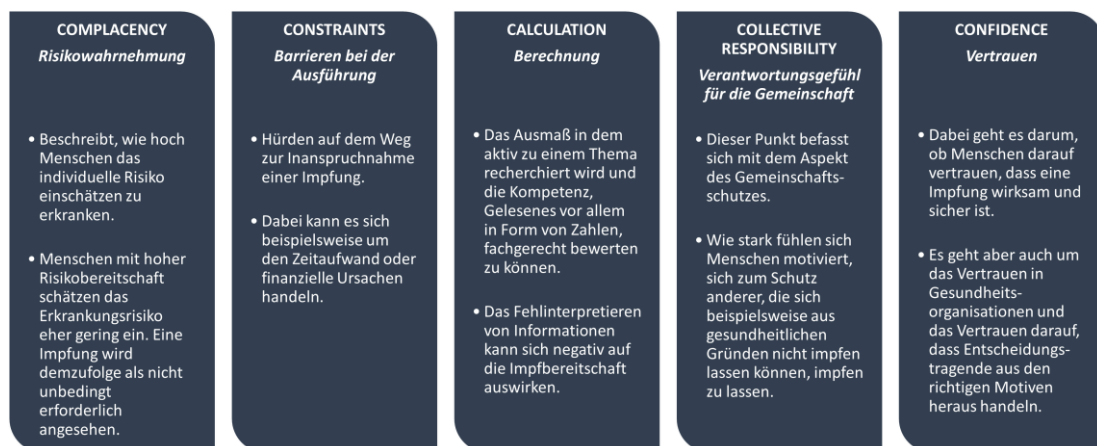 COMPLACENCY
Risikowahrnehmung
• Beschreibt, wie hoch
Menschen das
individuelle Risiko
einschätzen zu
erkranken.
• Menschen mit hoher
Risikobereitschaft
schätzen das
Erkrankungsrisiko
eher gering ein. Eine
Impfung wird
demzufolge als nicht
unbedingt
erforderlich
angesehen.
CONSTRAINTS
Barrieren bei der
Ausführung
• Hürden auf dem Weg
zur Inanspruchnahme
einer Impfung.
• Dabei kann es sich
beispielsweise um
den Zeitaufwand oder
finanzielle Ursachen
handeln.
CALCULATION
Berechnung
• Das Ausmaß in dem
aktiv zu einem Thema
recherchiert wird und
die Kompetenz,
Gelesenes vor allem
in Form von Zahlen,
fachgerecht bewerten
zu können.
• Das Fehlinterpretieren
von Informationen
kann sich negativ auf
die Impfbereitschaft
auswirken.
COLLECTIVE
RESPONSIBILITY
Verantwortungsgefühl
für die Gemeinschaft
• Dieser Punkt befasst
sich mit dem Aspekt
des Gemeinschafts-
schutzes.
• Wie stark fühlen sich
Menschen motiviert,
sich zum Schutz
anderer, die sich
beispielsweise aus
gesundheitlichen
Gründen nicht impfen
lassen können, impfen
zu lassen.
CONFIDENCE
Vertrauen
• Dabei geht es darum,
ob Menschen darauf
vertrauen, dass eine
Impfung wirksam und
sicher ist.
• Es geht aber auch um
das Vertrauen in
Gesundheits-
organisationen und
das Vertrauen darauf,
dass Entscheidungs-
tragende aus den
richtigen Motiven
heraus handeln.